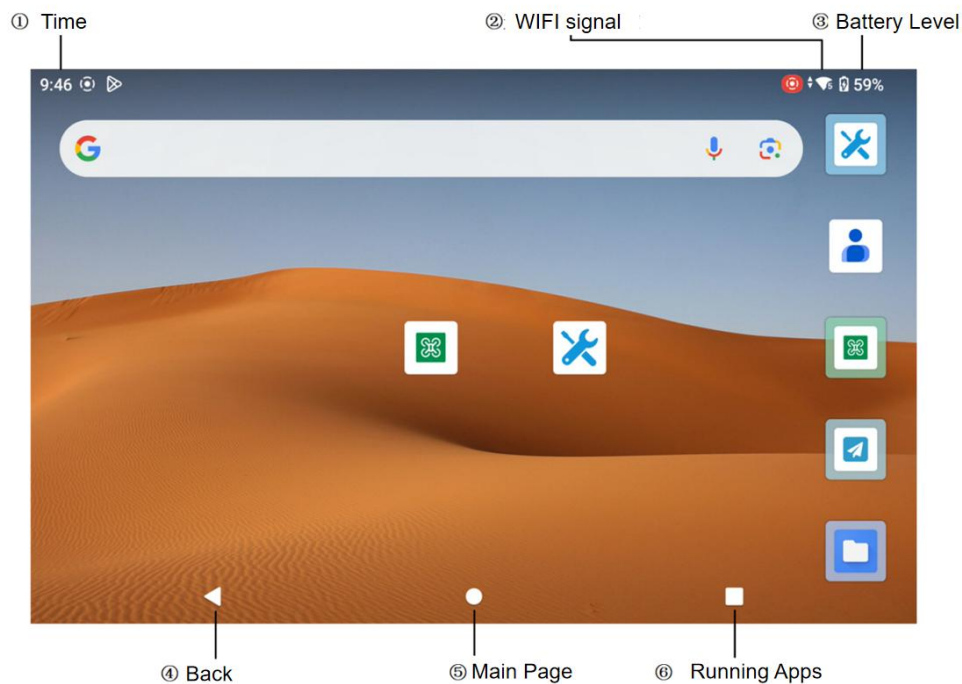 ① Time
② WIFI signal
③ Battery Level
9:46
5 59%
G
④ Back
⑤ Main Page
⑥ Running Apps